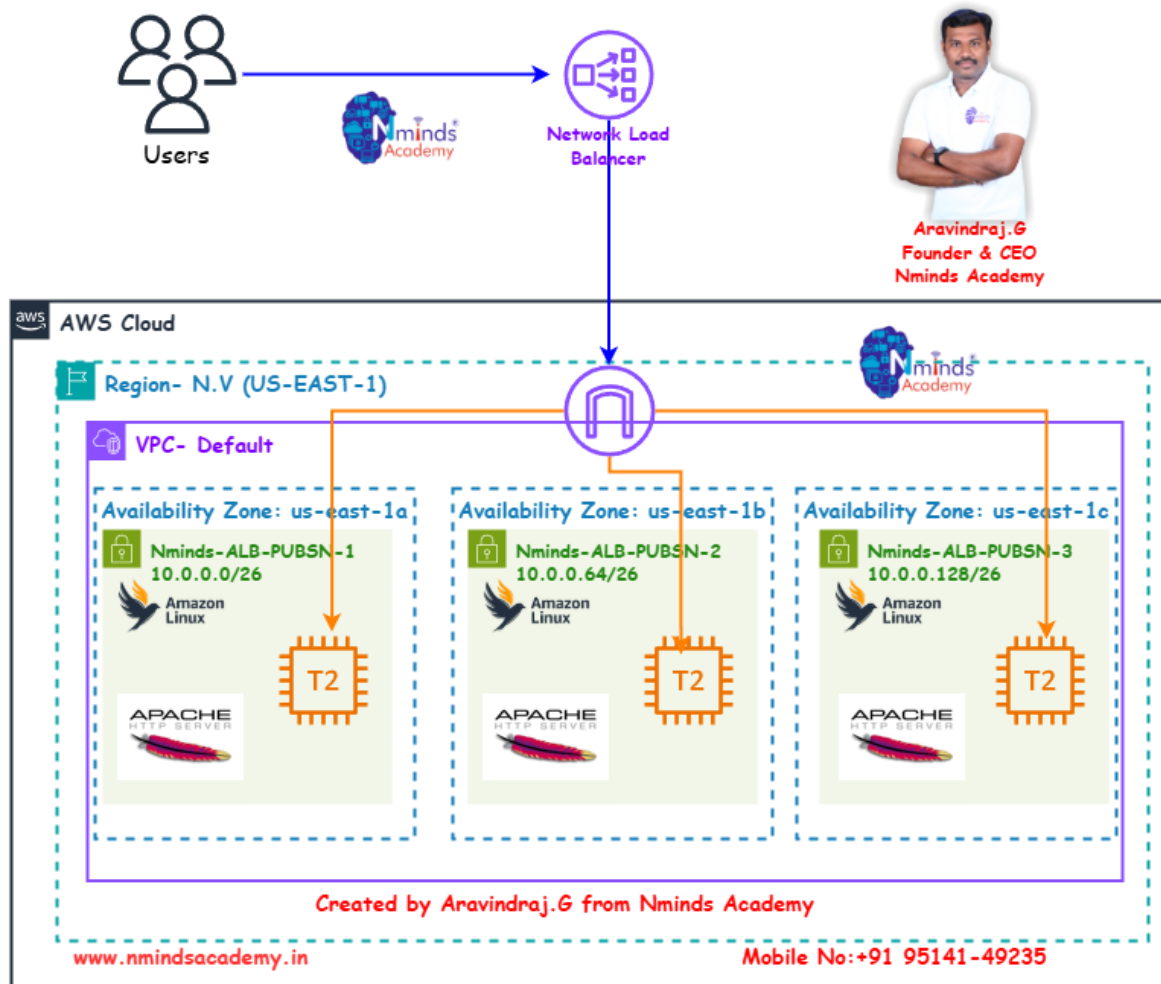 Users
Nminds
Academy
Network Load
Balancer
Aravindraj.G
Founder & CEO
Nminds Academy
aws
AWS Cloud
Region- N.V (US-EAST-1)
Nminds
Academy
VPC- Default
Availability Zone: us-east-1a
Nminds-ALB-PUBSN-1
10.0.0.0/26
Amazon
Linux
T2
APACHE
HTTP SERVER
Availability Zone: us-east-1b
Nminds-ALB-PUBSN-2
10.0.0.64/26
Amazon
Linux
T2
APACHE
HTTP SERVER
Availability Zone: us-east-1c
Nminds-ALB-PUBSN-3
10.0.0.128/26
Amazon
Linux
T2
APACHE
HTTP SERVER
Created by Aravindraj.G from Nminds Academy
www.nmindsacademy.in
Mobile No:+91 95141-49235